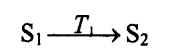 S₁ —T₁→ S₂